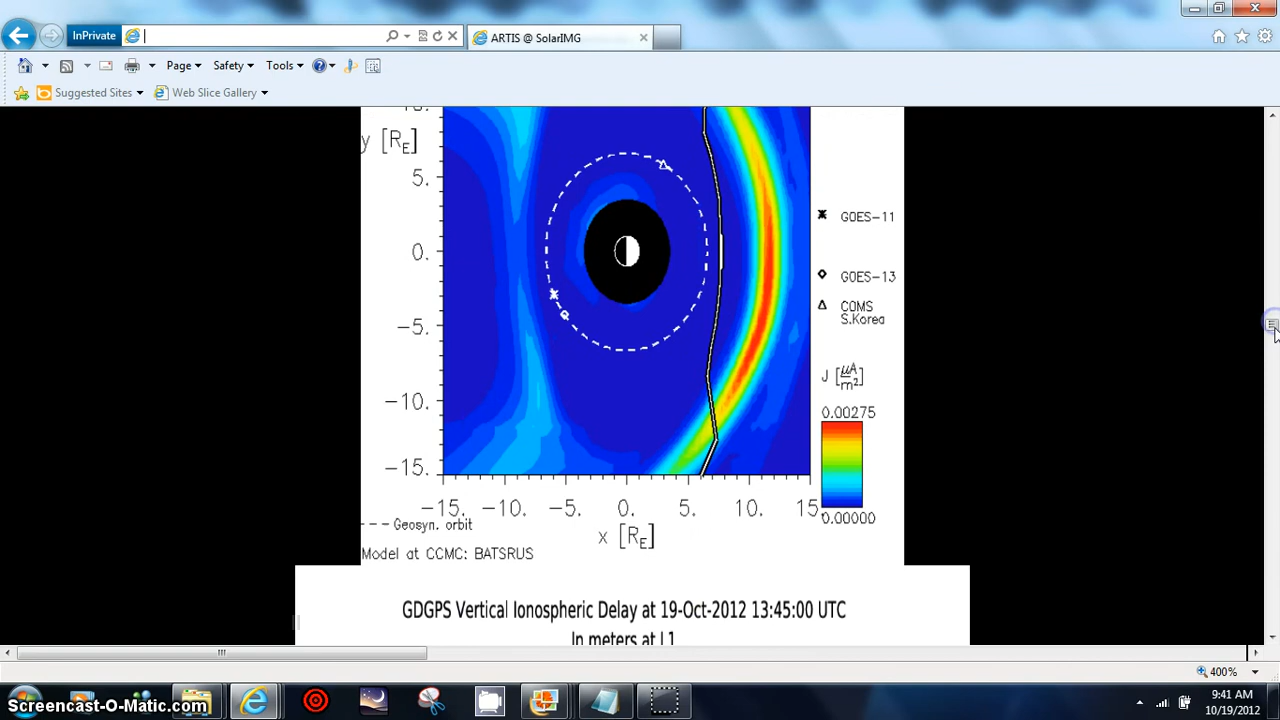 InPrivate
ARTIS @ SolarIMG
Page Safety Tools
Suggested Sites Web Slice Gallery
y [RE]
5.
0.
−5.
−10.
−15.
−15. −10. −5. 0. 5. 10. 15.
x [RE]
GOES-11
GOES-13
COMS
S.Korea
J [μA/m²]
0.00275
0.00000
--- Geosyn. orbit
Model at CCMC: BATSRUS
GDGPS Vertical Ionospheric Delay at 19-Oct-2012 13:45:00 UTC
In meters at L1
400%
Screencast-O-Matic.com
9:41 AM
10/19/2012